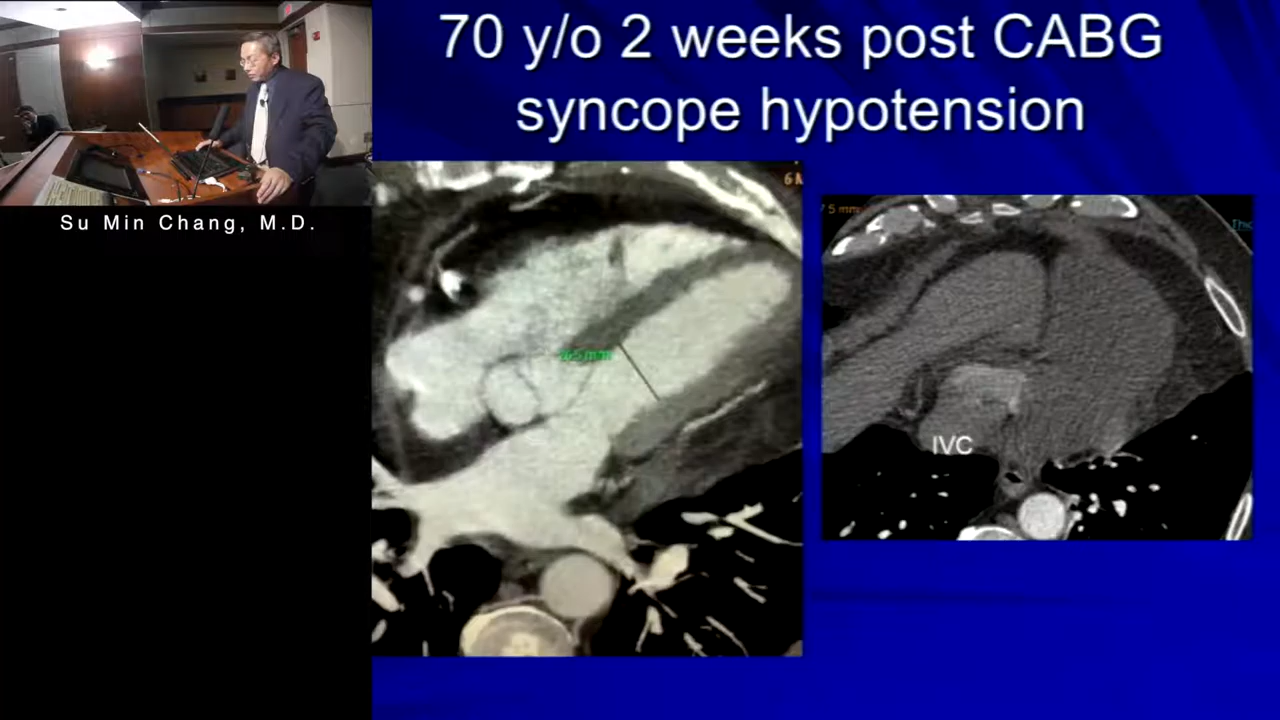 70 y/o 2 weeks post CABG
syncope hypotension
Su Min Chang, M.D.
IVC